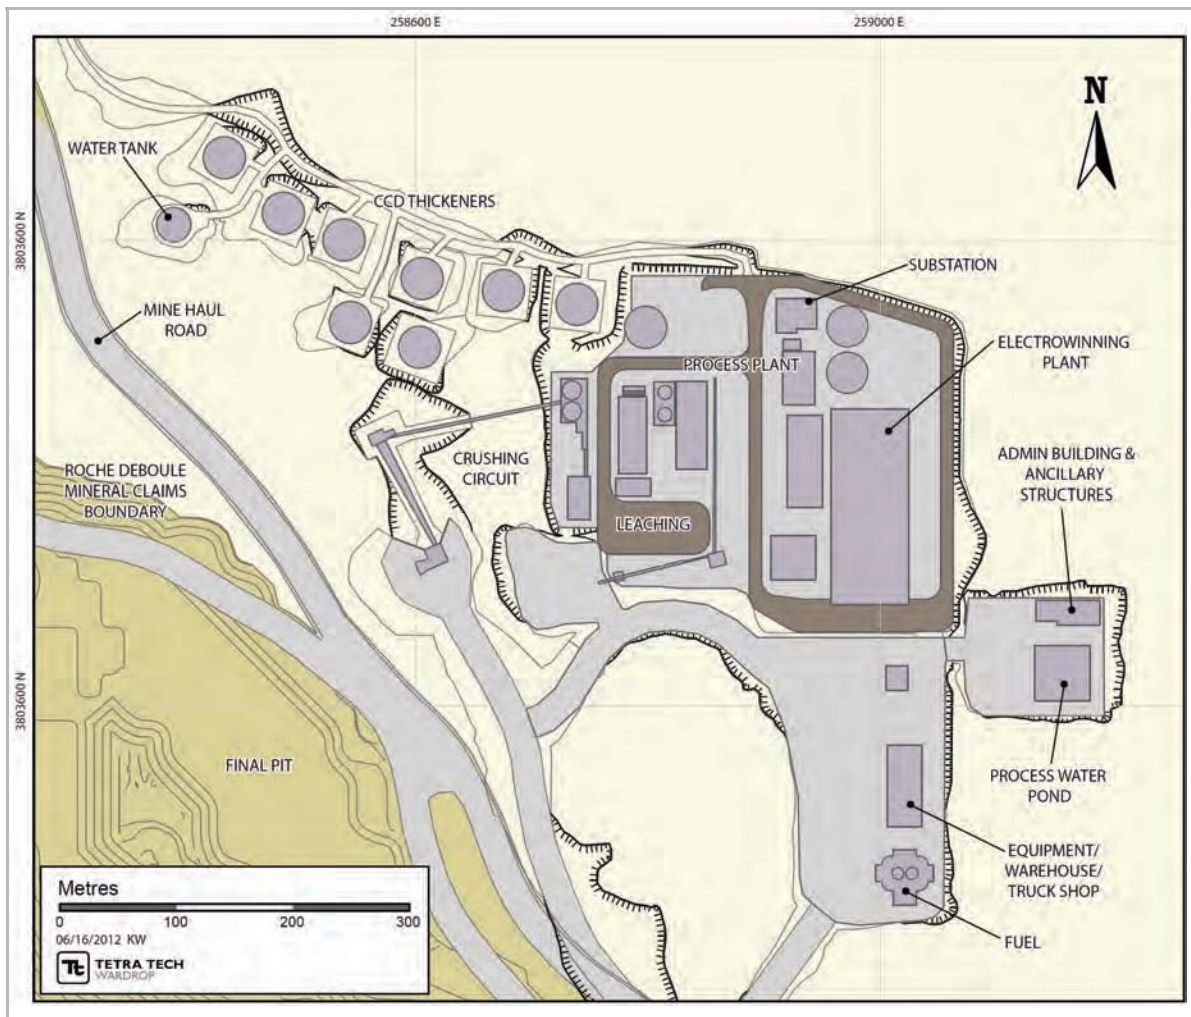 258600 E
259000 E
N
WATER TANK
CCD THICKENERS
3803600 N
SUBSTATION
MINE HAUL
ROAD
ELECTROWINNING
PLANT
PROCESS PLANT
CRUSHING
CIRCUIT
ADMIN BUILDING &
ANCILLARY
STRUCTURES
ROCHE DEBOULE
MINERAL CLAIMS
BOUNDARY
LEACHING
3803600 N
FINAL PIT
PROCESS WATER
POND
EQUIPMENT/
WAREHOUSE/
TRUCK SHOP
FUEL
Metres
0 100 200 300
06/16/2012 KW
Tt TETRA TECH
WARDROP